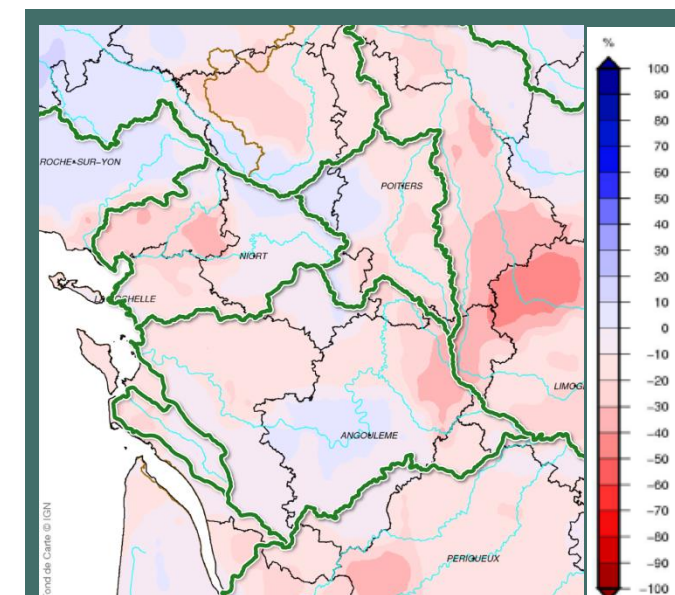 %
100
90
80
70
60
50
40
30
20
10
0
-10
-20
-30
-40
-50
-60
-70
-80
-90
-100
ROCHE-SUR-YON
POITIERS
NIORT
LA ROCHELLE
LIMOG
ANGOULEME
PERIGUEUX
ond de Carte © IGN